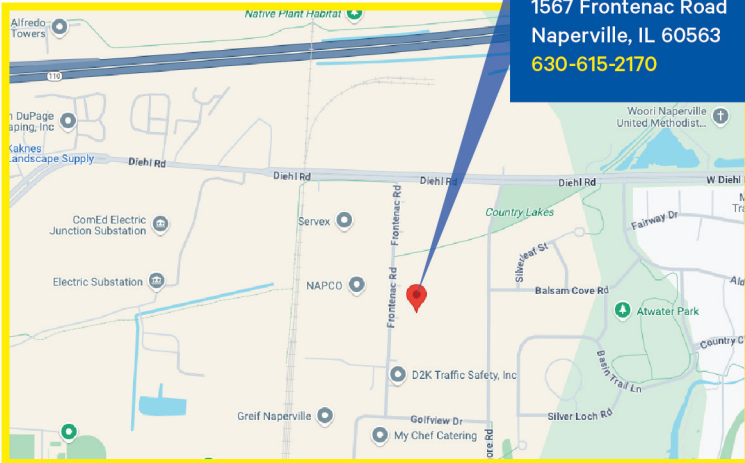 Alfredo
Towers
Native Plant Habitat
1567 Frontenac Road
Naperville, IL 60563
630-615-2170
110
DuPage
aping, Inc
Kaknes
Landscape Supply
Woori Naperville
United Methodist...
Diehl Rd
Diehl Rd
Diehl Rd
Diehl Rd
W Diehl
ComEd Electric
Junction Substation
Servex
Frontenac Rd
Country Lakes
Fairway Dr
Silverleaf St
Electric Substation
NAPCO
Frontenac Rd
Balsam Cove Rd
Atwater Park
Country C
Basin Trail Ln
D2K Traffic Safety, Inc
Greif Naperville
Golfview Dr
Silver Loch Rd
My Chef Catering
ore Rd